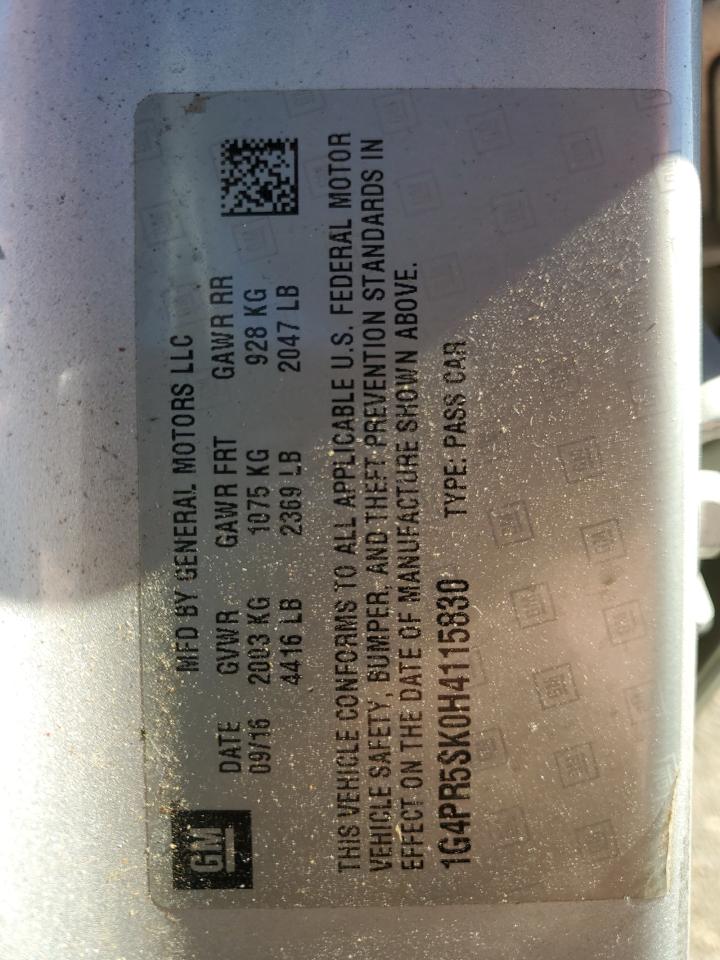 GM
MFD BY GENERAL MOTORS LLC
DATE GVWR GAWR FRT GAWR RR
09/16 2003 KG 1075 KG 928 KG
4416 LB 2369 LB 2047 LB
THIS VEHICLE CONFORMS TO ALL APPLICABLE U.S. FEDERAL MOTOR
VEHICLE SAFETY, BUMPER, AND THEFT PREVENTION STANDARDS IN
EFFECT ON THE DATE OF MANUFACTURE SHOWN ABOVE.
1G4PR5SK0H4115830 TYPE: PASS CAR